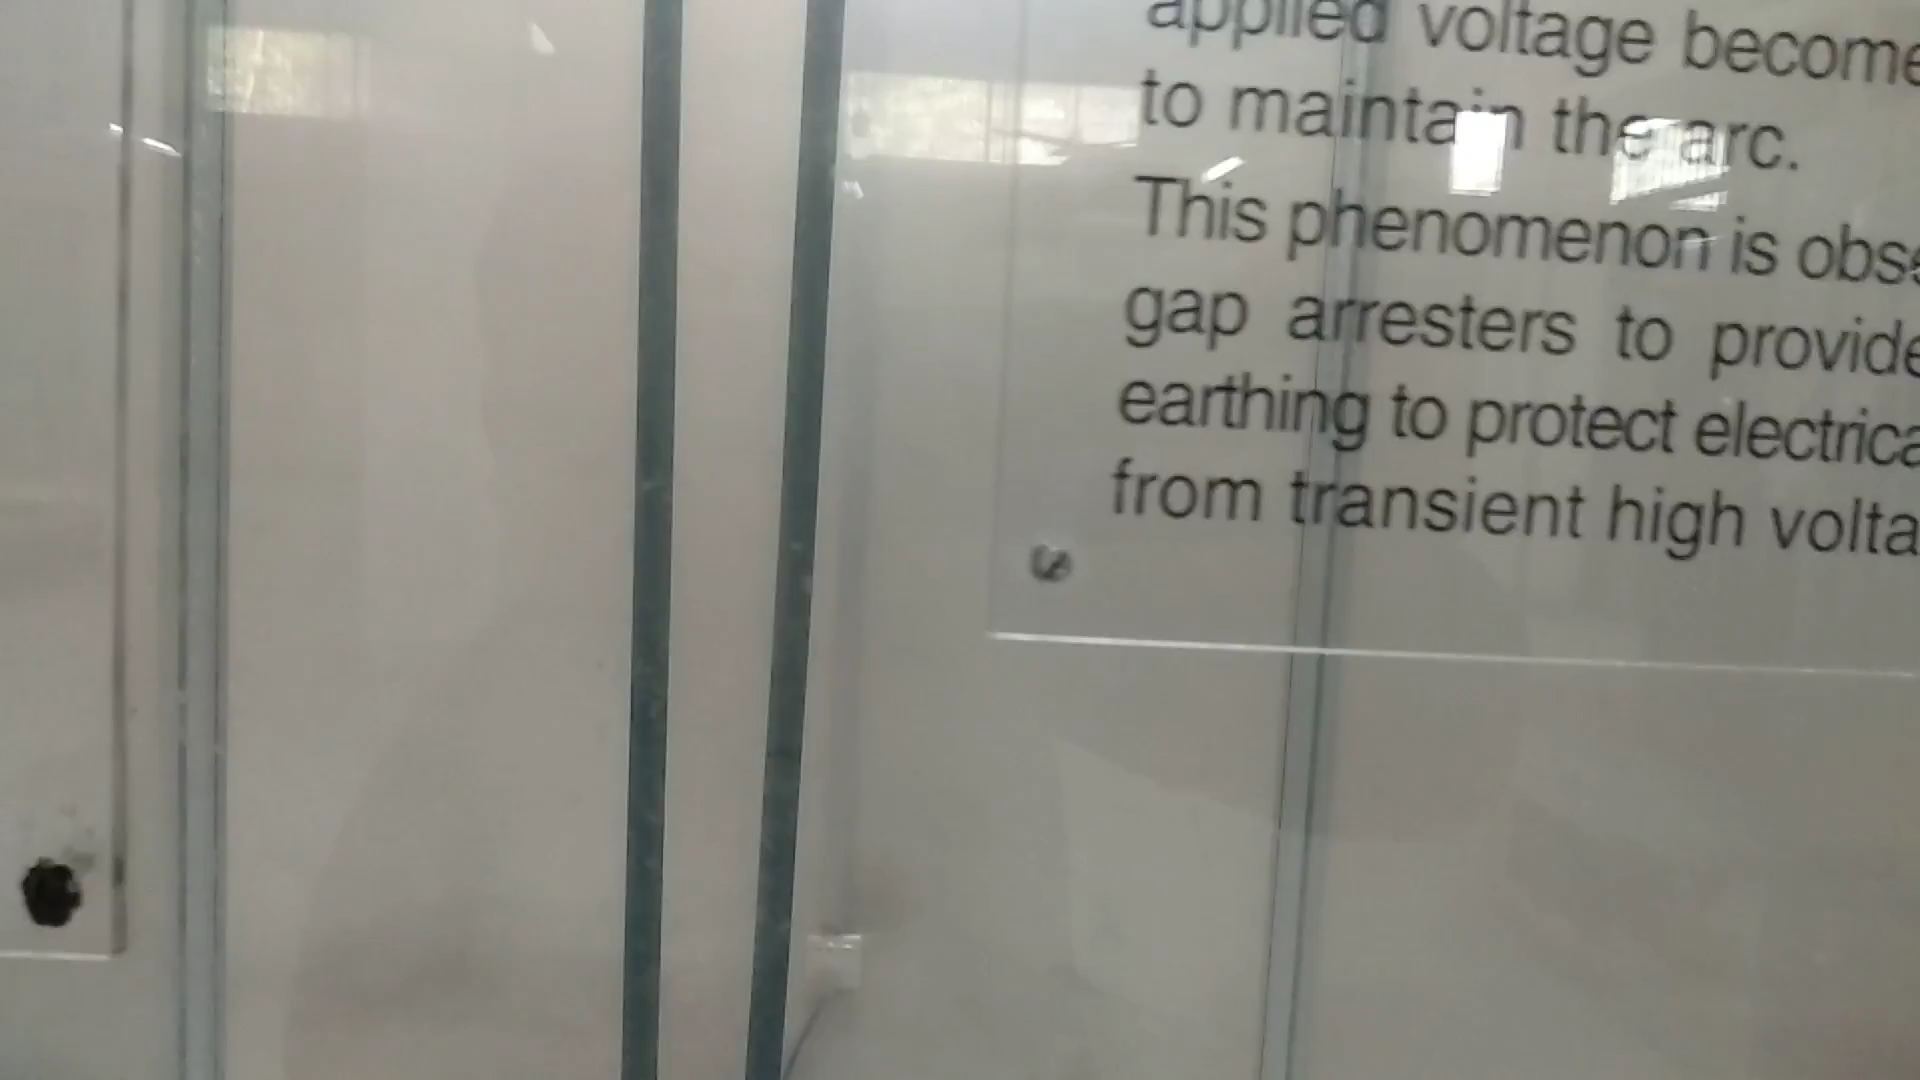 applied voltage become
to maintain the arc.
This phenomenon is obse
gap arresters to provide
earthing to protect electrica
from transient high volta